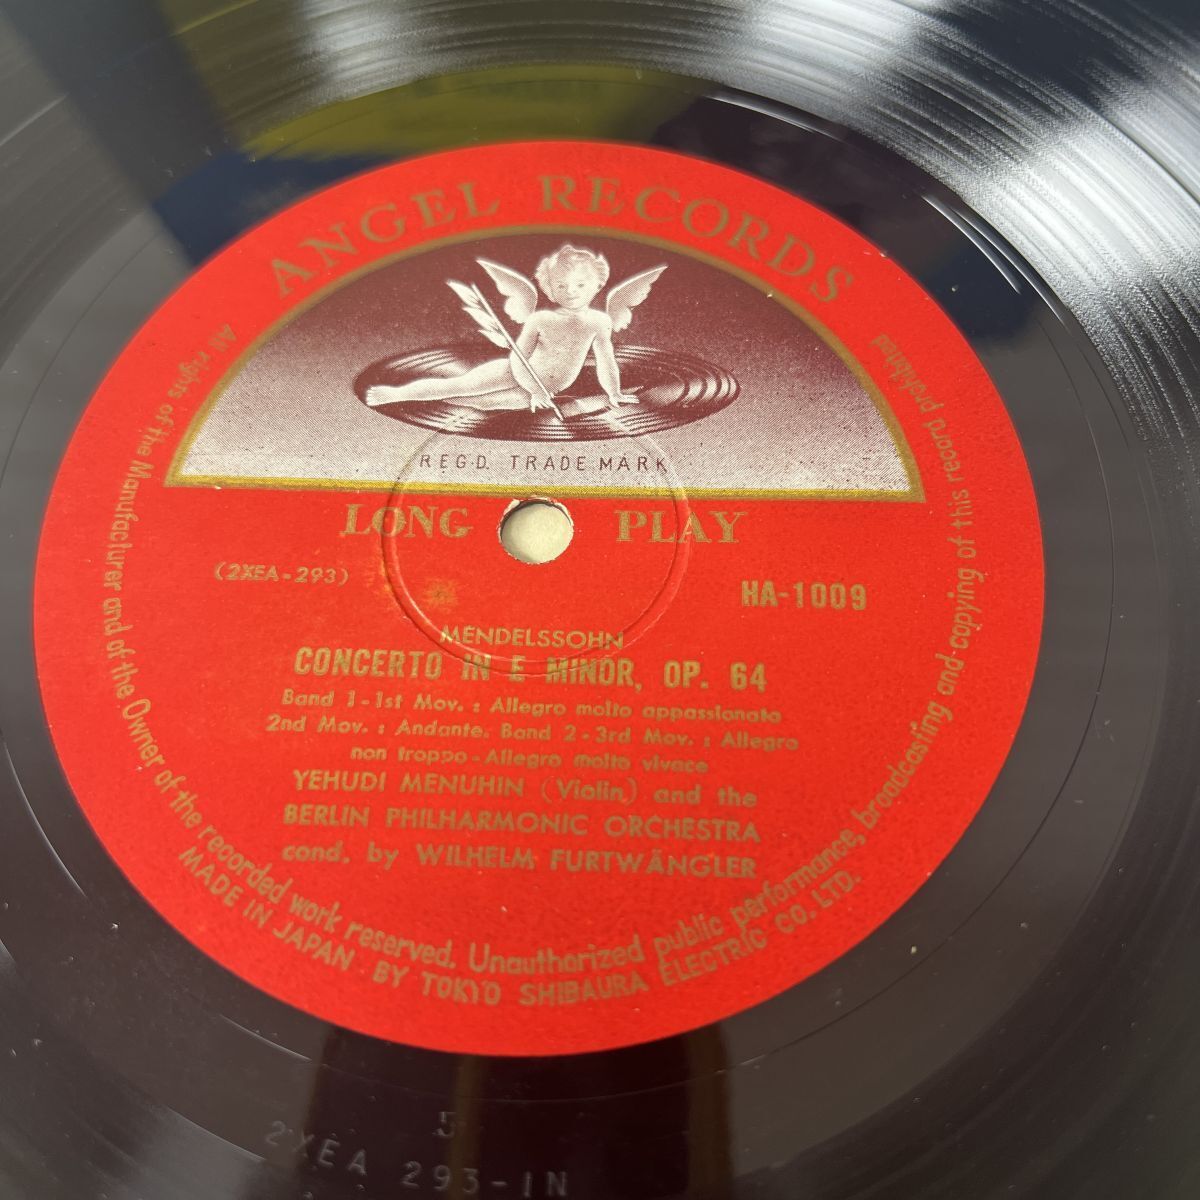 ANGEL RECORDS
REGD. TRADE MARK
LONG PLAY
(2XEA-293)
HA-1009
MENDELSSOHN
CONCERTO IN E MINOR, OP. 64
Band 1-1st Mov. : Allegro molto appassionato
2nd Mov. : Andante. Band 2-3rd Mov. : Allegro
non troppo-Allegro molto vivace
YEHUDI MENUHIN (Violin) and the
BERLIN PHILHARMONIC ORCHESTRA
cond. by WILHELM FURTWÄNGLER
All rights of the Manufacturer and of the Owner of the recorded work reserved. Unauthorized public performance, broadcasting and copying of this record prohibited
MADE IN JAPAN BY TOKYO SHIBAURA ELECTRIC CO. LTD.
5
2XEA 293-1N